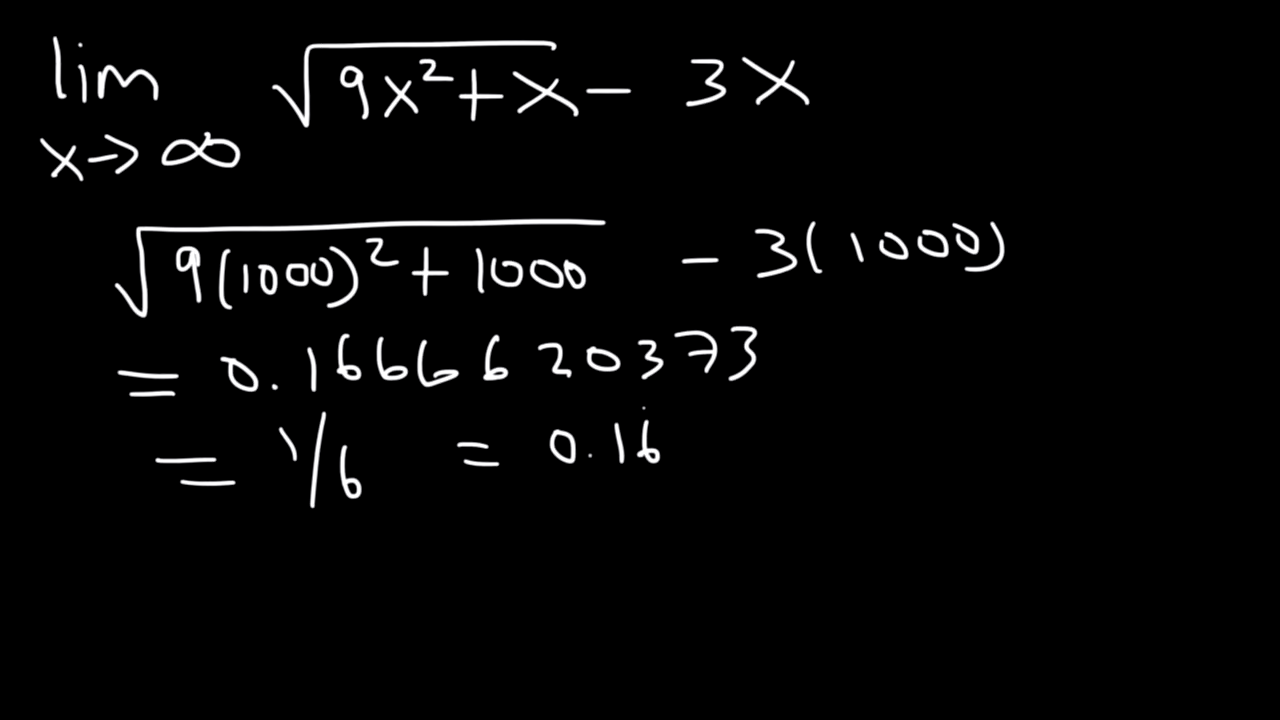 lim x→∞ √(9x²+x) − 3x
√(9(1000)²+1000) − 3(1000)
= 0.1666620373
= 1/6 = 0.16̇